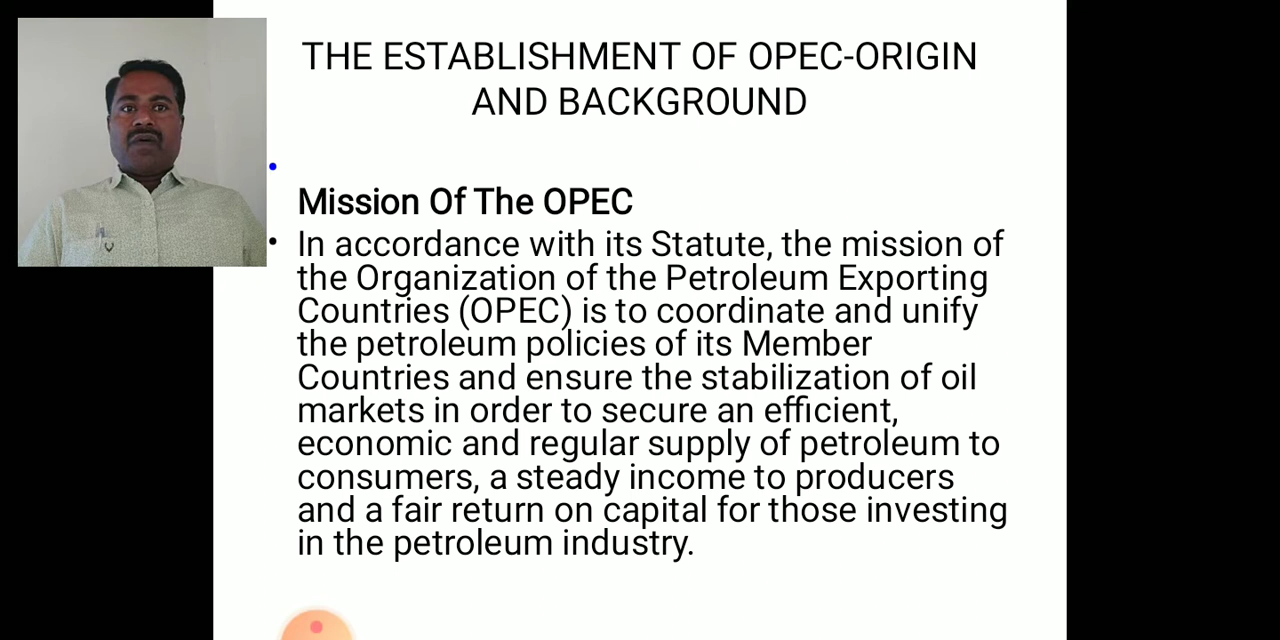 THE ESTABLISHMENT OF OPEC-ORIGIN
AND BACKGROUND
Mission Of The OPEC
• In accordance with its Statute, the mission of
the Organization of the Petroleum Exporting
Countries (OPEC) is to coordinate and unify
the petroleum policies of its Member
Countries and ensure the stabilization of oil
markets in order to secure an efficient,
economic and regular supply of petroleum to
consumers, a steady income to producers
and a fair return on capital for those investing
in the petroleum industry.